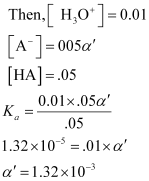 Then,[ H₃O⁺ ] = 0.01
[A⁻] = 005α′
[HA] = .05
Kₐ = 0.01×.05α′ / .05
1.32×10⁻⁵ = .01×α′
α′ = 1.32×10⁻³